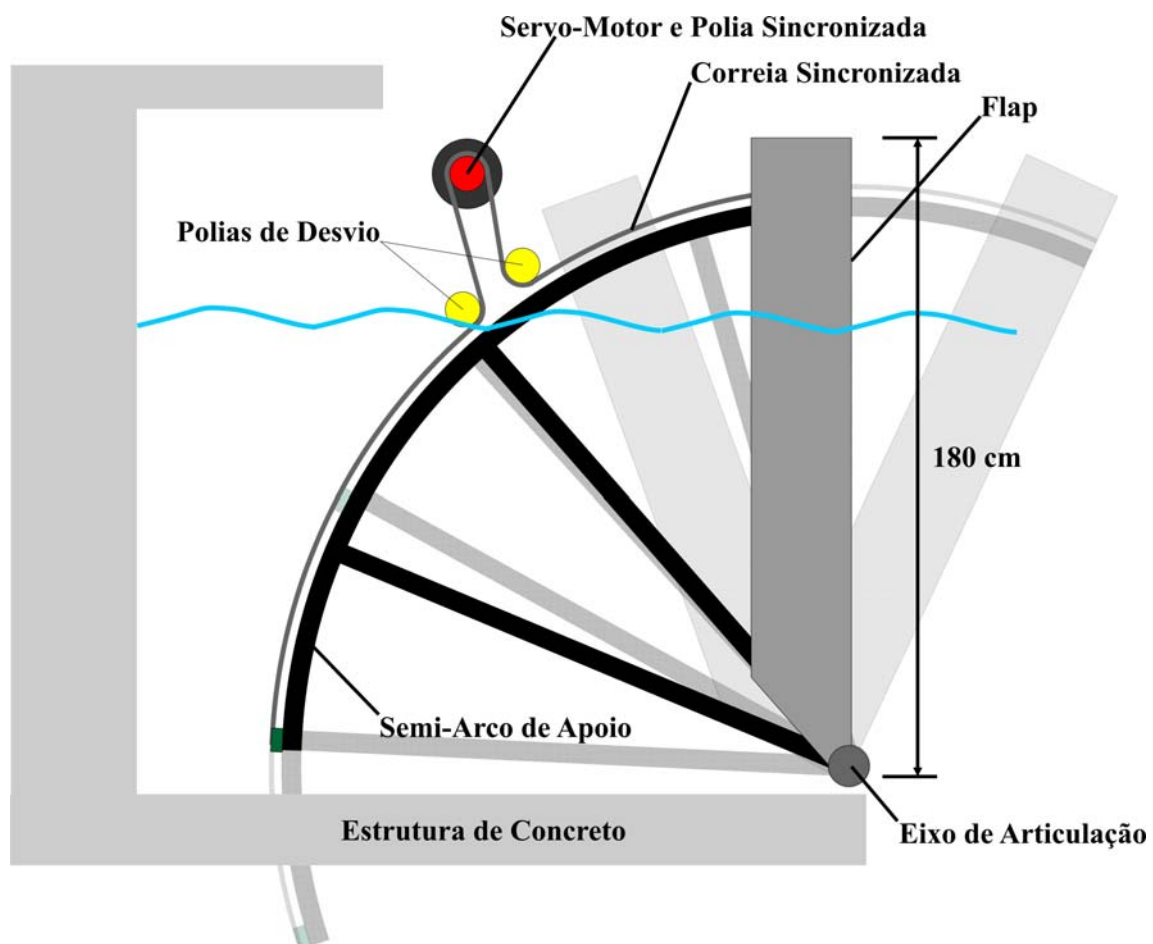 Servo-Motor e Polia Sincronizada
Correia Sincronizada
Flap
Polias de Desvio
180 cm
Semi-Arco de Apoio
Estrutura de Concreto
Eixo de Articulação